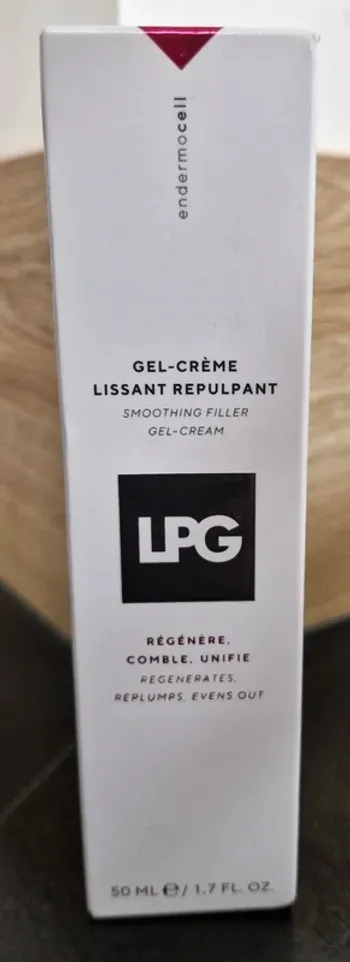 endermocell
GEL-CRÈME
LISSANT REPULPANT
SMOOTHING FILLER
GEL-CREAM
LPG
RÉGÉNÈRE,
COMBLE, UNIFIE
REGENERATES,
REPLUMPS, EVENS OUT
50 ML ℮ / 1.7 FL. OZ.